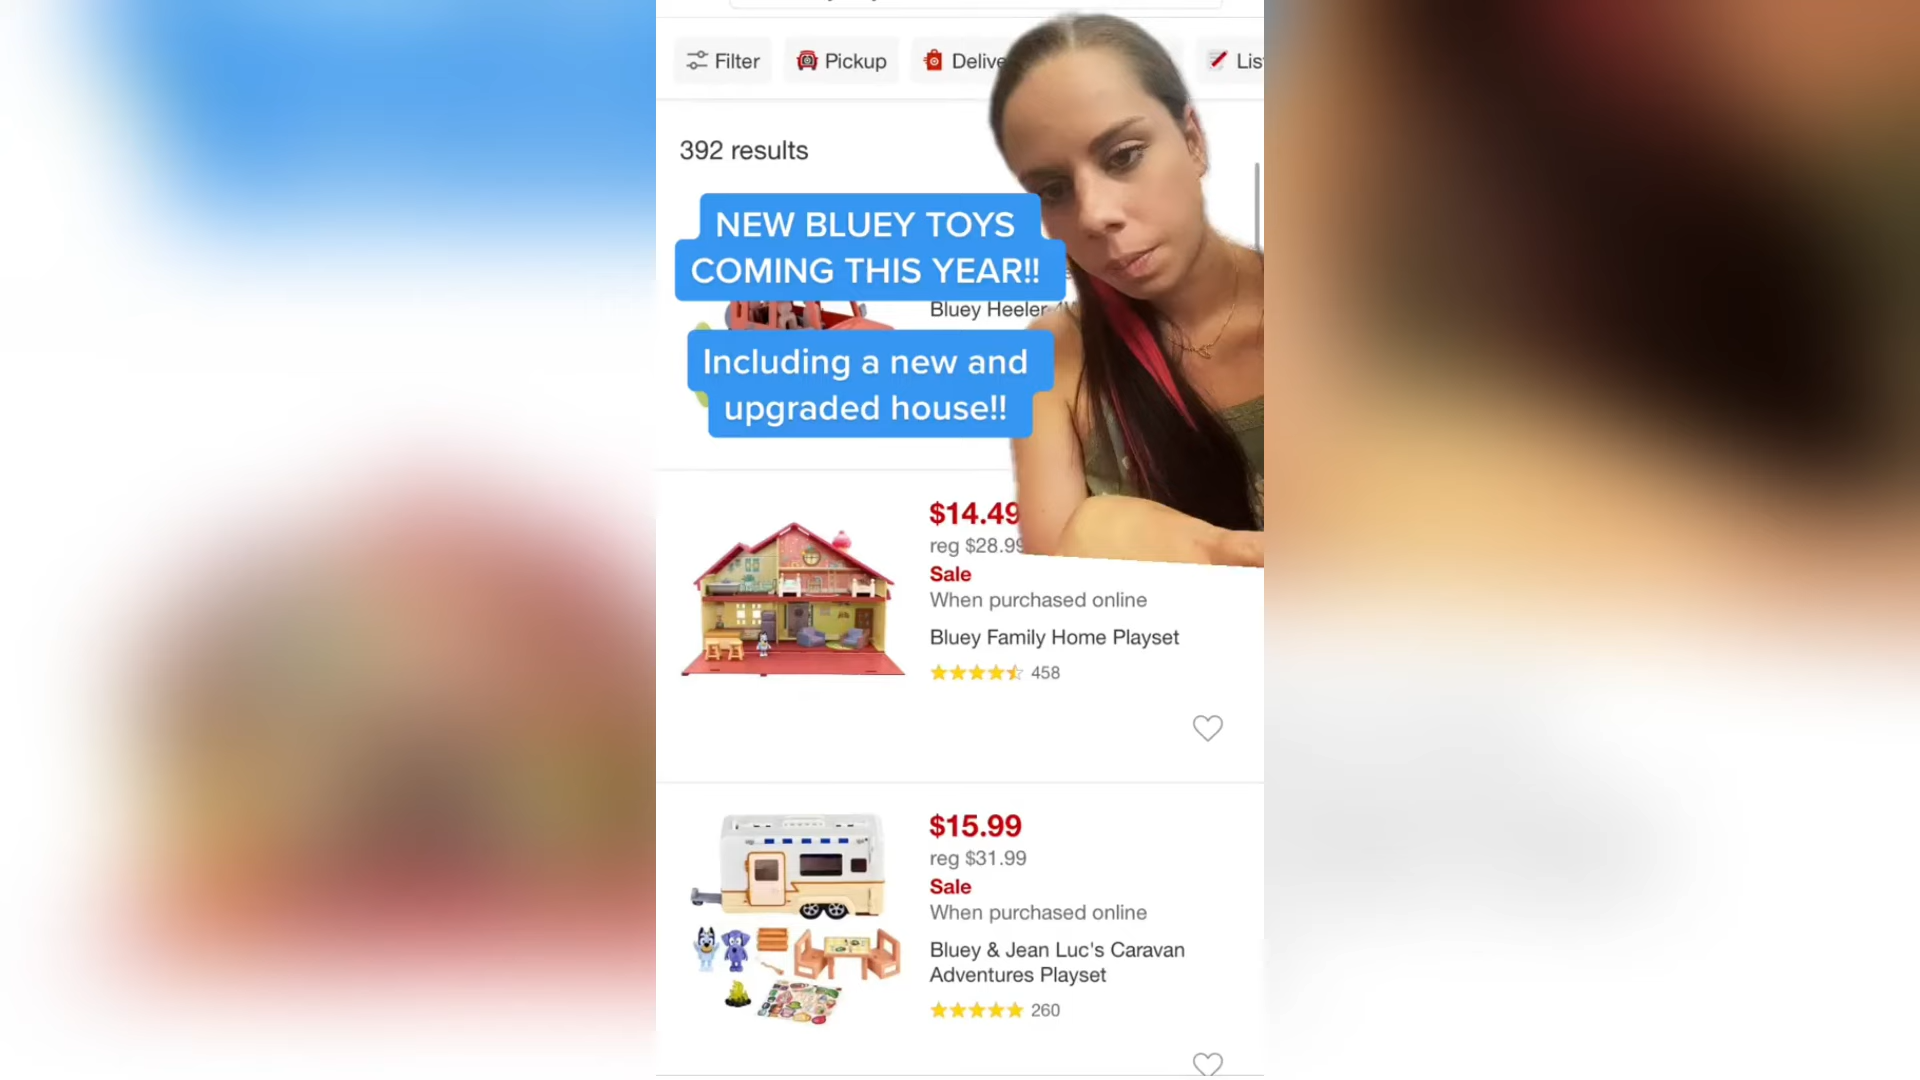 Filter
Pickup
392 results
NEW BLUEY TOYS
COMING THIS YEAR!!
Bluey Heeler
Including a new and
upgraded house!!
$14.49
reg $28.99
Sale
When purchased online
Bluey Family Home Playset
458
$15.99
reg $31.99
Sale
When purchased online
Bluey & Jean Luc's Caravan
Adventures Playset
260